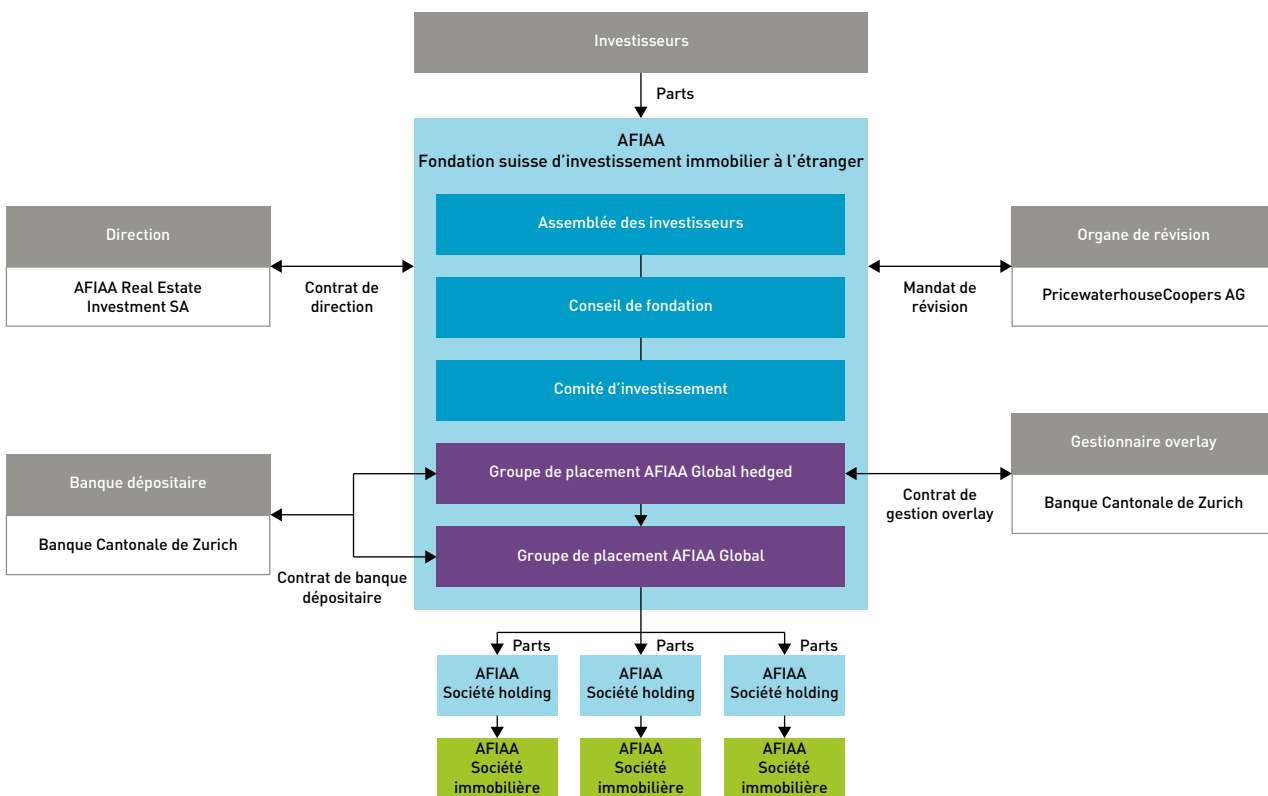 Investisseurs
Parts
AFIAA
Fondation suisse d'investissement immobilier à l'étranger
Assemblée des investisseurs
Direction
AFIAA Real Estate
Investment SA
Contrat de
direction
Organe de révision
PricewaterhouseCoopers AG
Mandat de
révision
Conseil de fondation
Comité d'investissement
Groupe de placement AFIAA Global hedged
Gestionnaire overlay
Banque Cantonale de Zurich
Contrat de
gestion overlay
Banque dépositaire
Banque Cantonale de Zurich
Contrat de banque
dépositaire
Groupe de placement AFIAA Global
Parts
Parts
Parts
AFIAA
Société holding
AFIAA
Société holding
AFIAA
Société holding
AFIAA
Société
immobilière
AFIAA
Société
immobilière
AFIAA
Société
immobilière